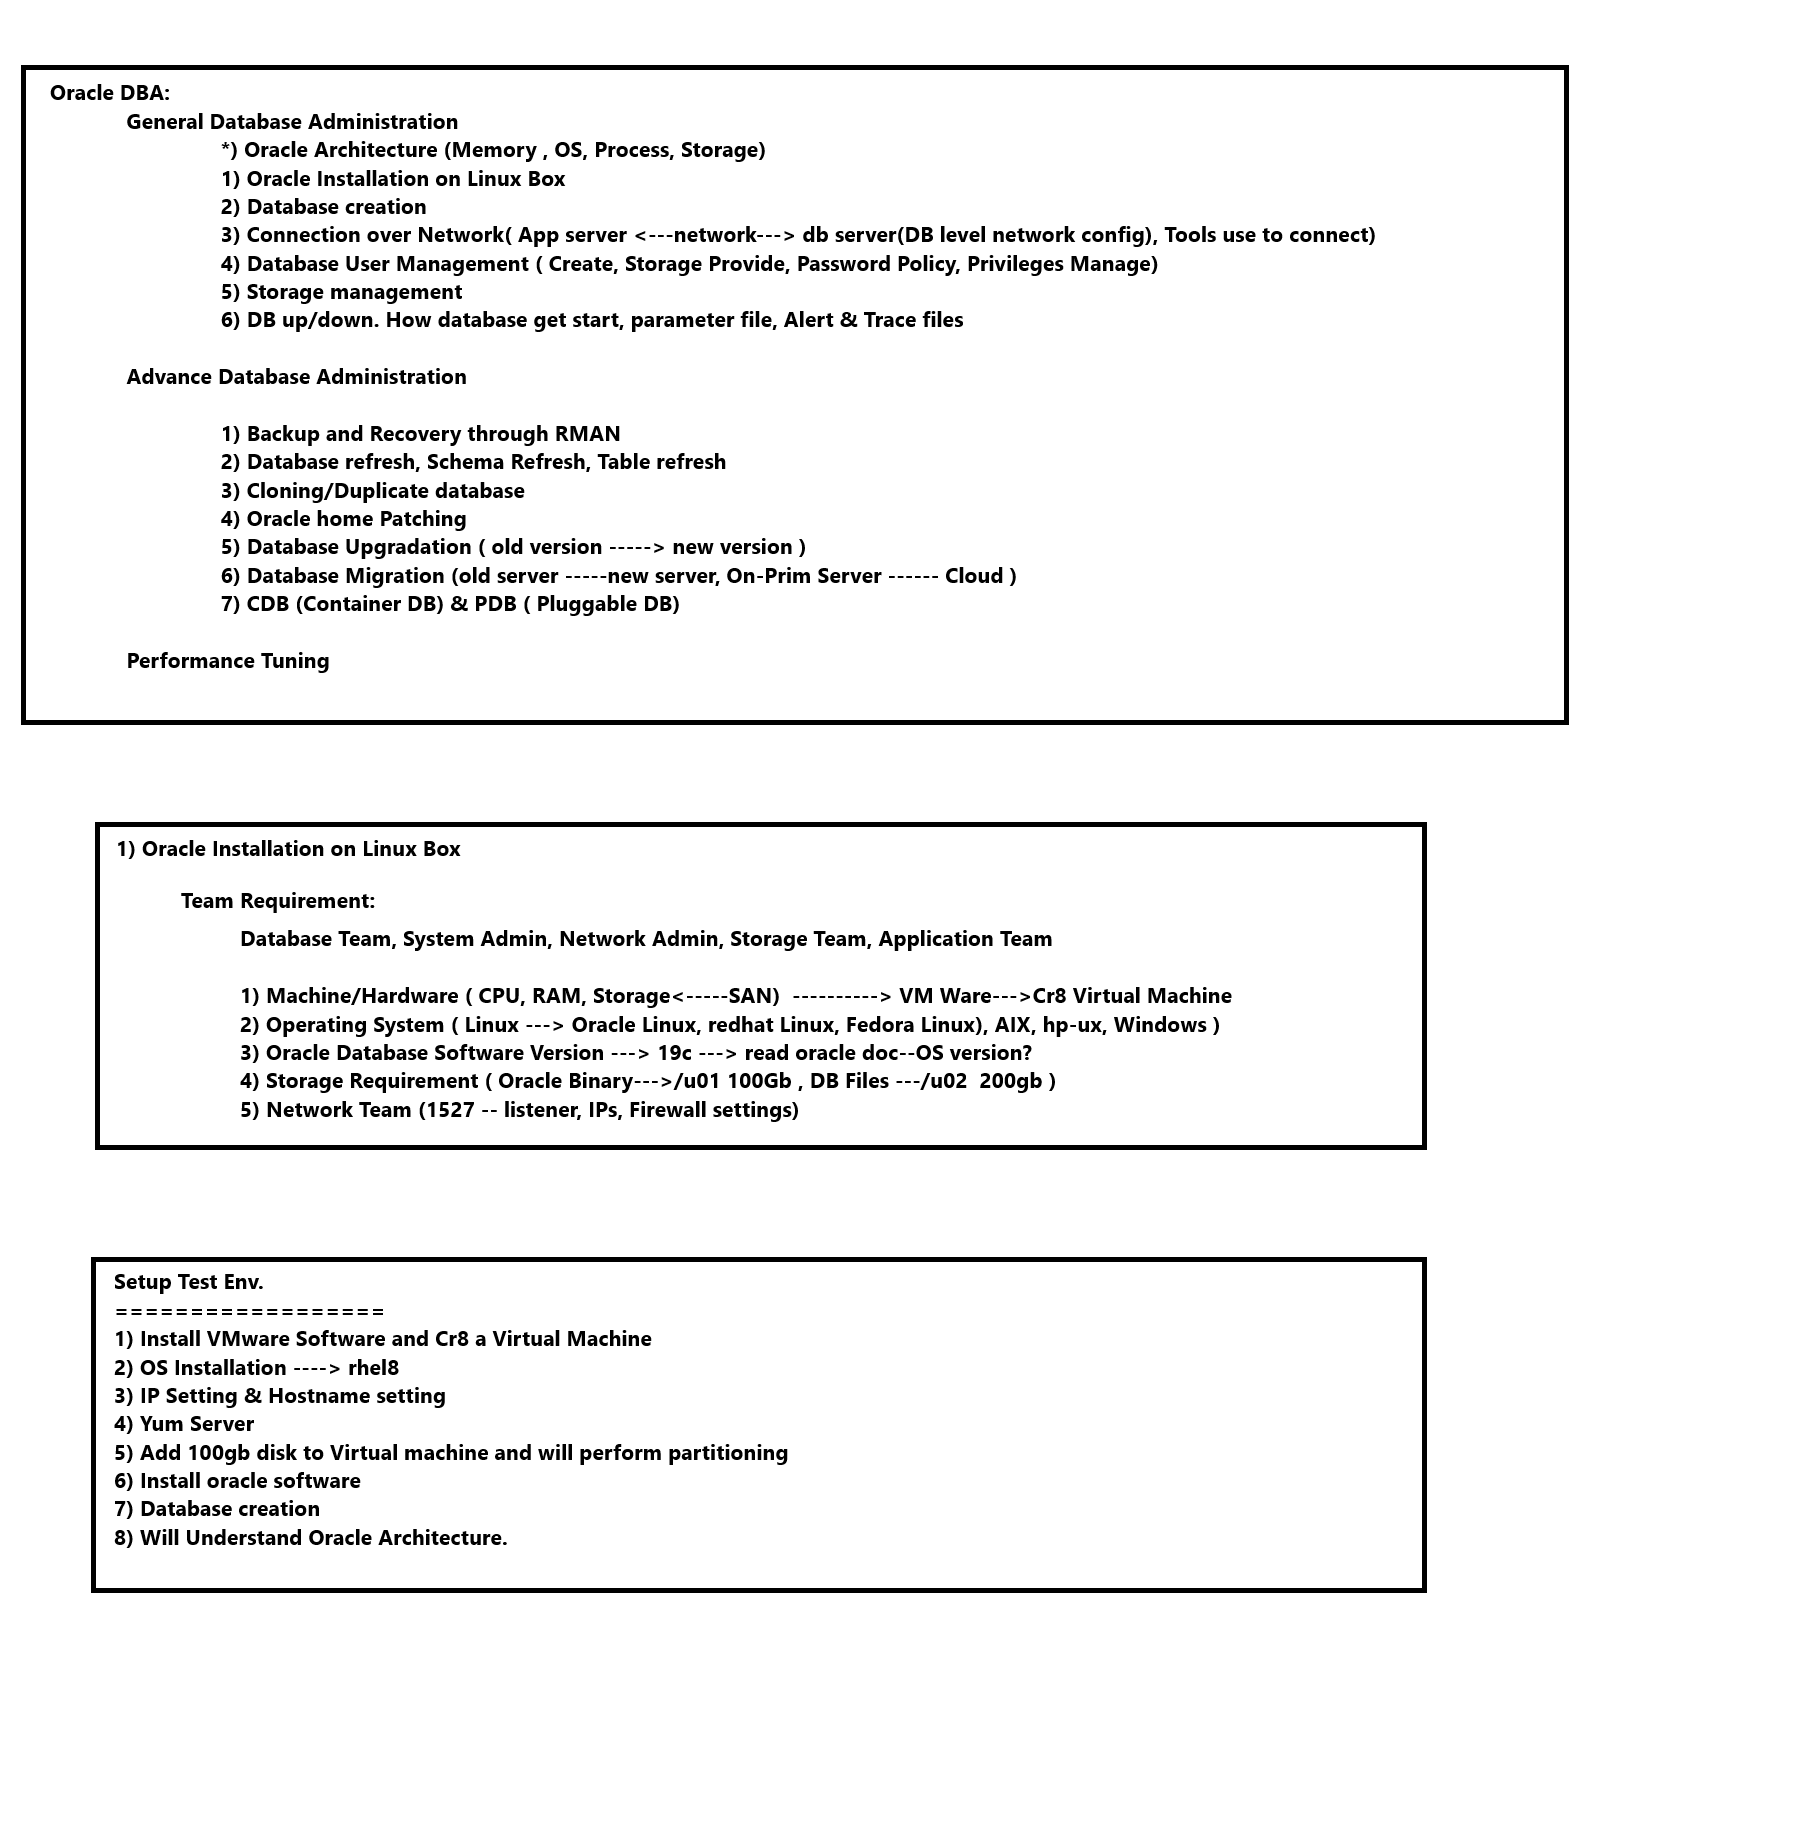 Oracle DBA:
General Database Administration
*) Oracle Architecture (Memory , OS, Process, Storage)
1) Oracle Installation on Linux Box
2) Database creation
3) Connection over Network( App server <---network---> db server(DB level network config), Tools use to connect)
4) Database User Management ( Create, Storage Provide, Password Policy, Privileges Manage)
5) Storage management
6) DB up/down. How database get start, parameter file, Alert & Trace files
Advance Database Administration
1) Backup and Recovery through RMAN
2) Database refresh, Schema Refresh, Table refresh
3) Cloning/Duplicate database
4) Oracle home Patching
5) Database Upgradation ( old version -----> new version )
6) Database Migration (old server -----new server, On-Prim Server ------ Cloud )
7) CDB (Container DB) & PDB ( Pluggable DB)
Performance Tuning
1) Oracle Installation on Linux Box
Team Requirement:
Database Team, System Admin, Network Admin, Storage Team, Application Team
1) Machine/Hardware ( CPU, RAM, Storage<-----SAN)  ----------> VM Ware--->Cr8 Virtual Machine
2) Operating System ( Linux ---> Oracle Linux, redhat Linux, Fedora Linux), AIX, hp-ux, Windows )
3) Oracle Database Software Version ---> 19c ---> read oracle doc--OS version?
4) Storage Requirement ( Oracle Binary--->/u01 100Gb , DB Files ---/u02  200gb )
5) Network Team (1527 -- listener, IPs, Firewall settings)
Setup Test Env.
==================
1) Install VMware Software and Cr8 a Virtual Machine
2) OS Installation ----> rhel8
3) IP Setting & Hostname setting
4) Yum Server
5) Add 100gb disk to Virtual machine and will perform partitioning
6) Install oracle software
7) Database creation
8) Will Understand Oracle Architecture.